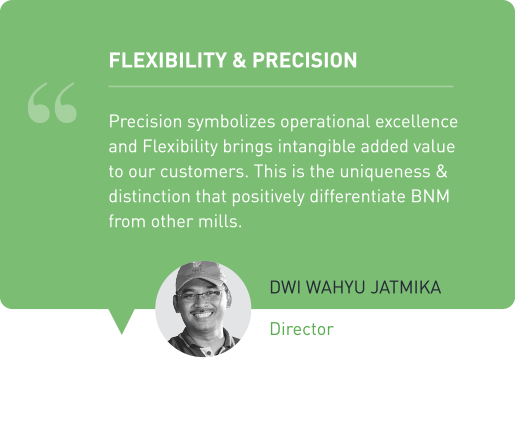 FLEXIBILITY & PRECISION
Precision symbolizes operational excellence
and Flexibility brings intangible added value
to our customers. This is the uniqueness &
distinction that positively differentiate BNM
from other mills.
DWI WAHYU JATMIKA
Director